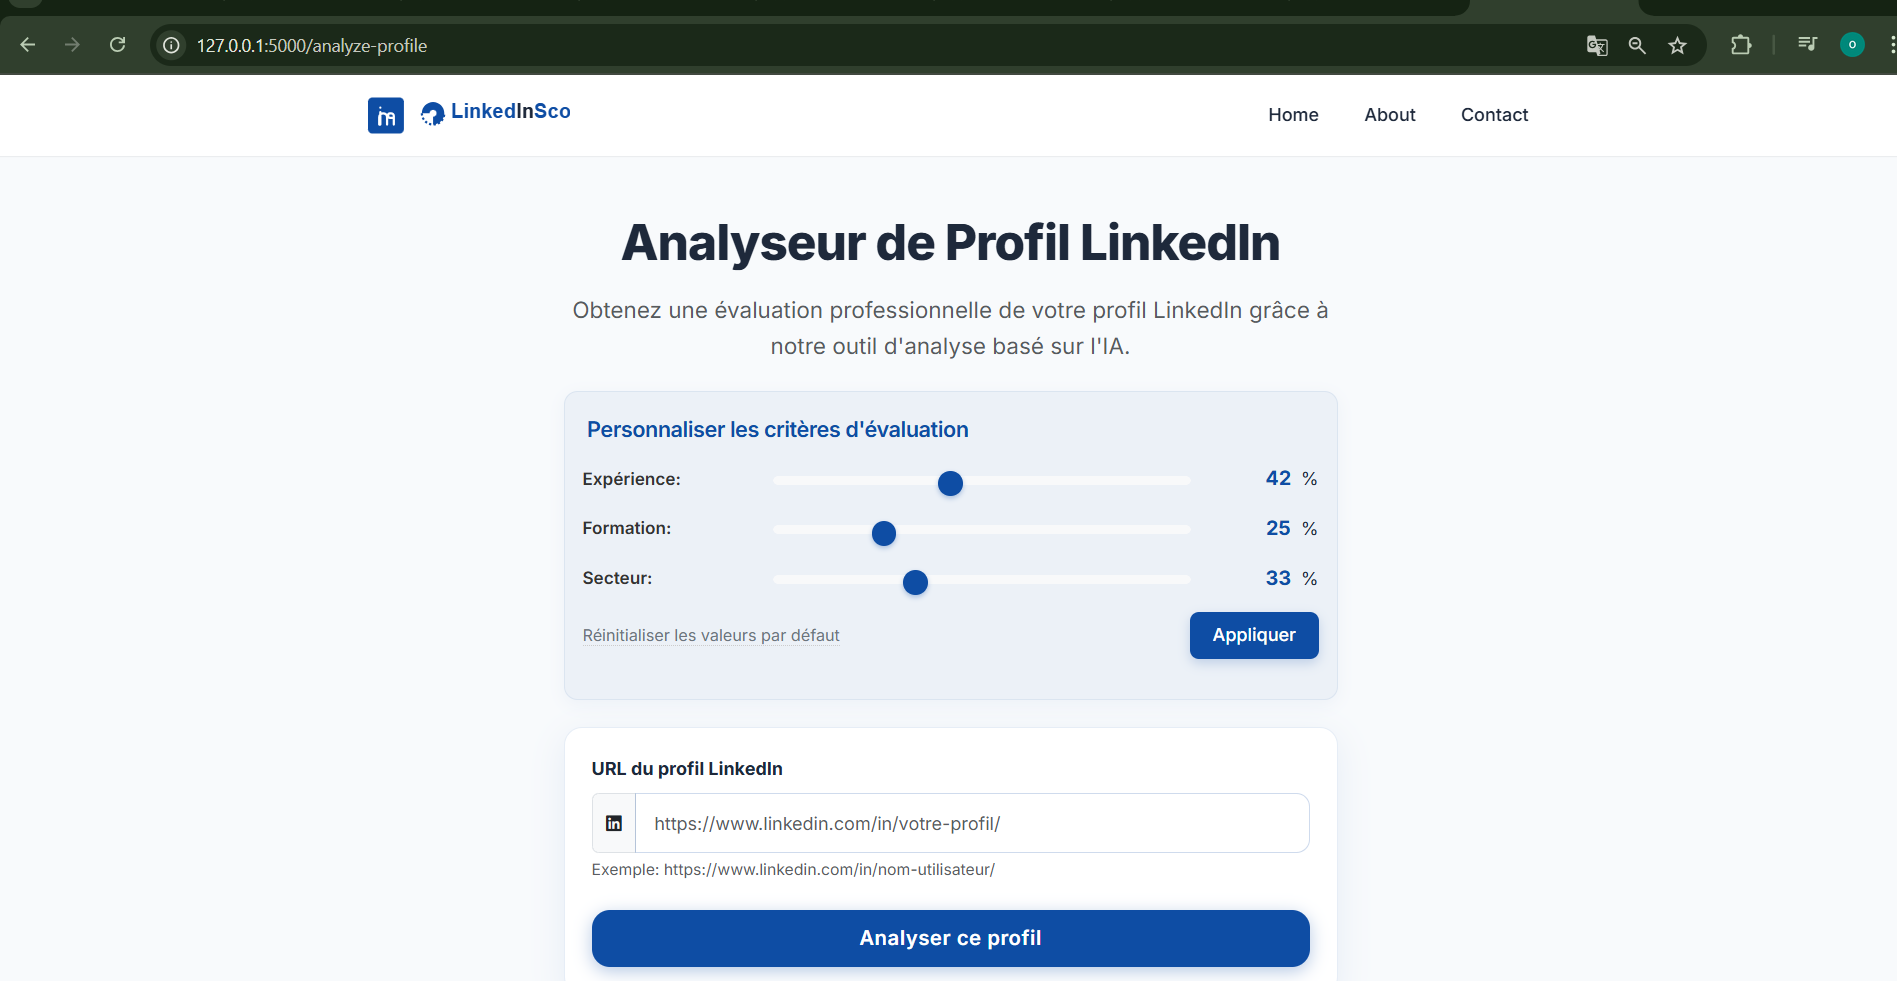 127.0.0.1:5000/analyze-profile
o
in LinkedInSco
Home About Contact
Analyseur de Profil LinkedIn
Obtenez une évaluation professionnelle de votre profil LinkedIn grâce à
notre outil d'analyse basé sur l'IA.
Personnaliser les critères d'évaluation
Expérience: 42 %
Formation: 25 %
Secteur: 33 %
Réinitialiser les valeurs par défaut Appliquer
URL du profil LinkedIn
in https://www.linkedin.com/in/votre-profil/
Exemple: https://www.linkedin.com/in/nom-utilisateur/
Analyser ce profil